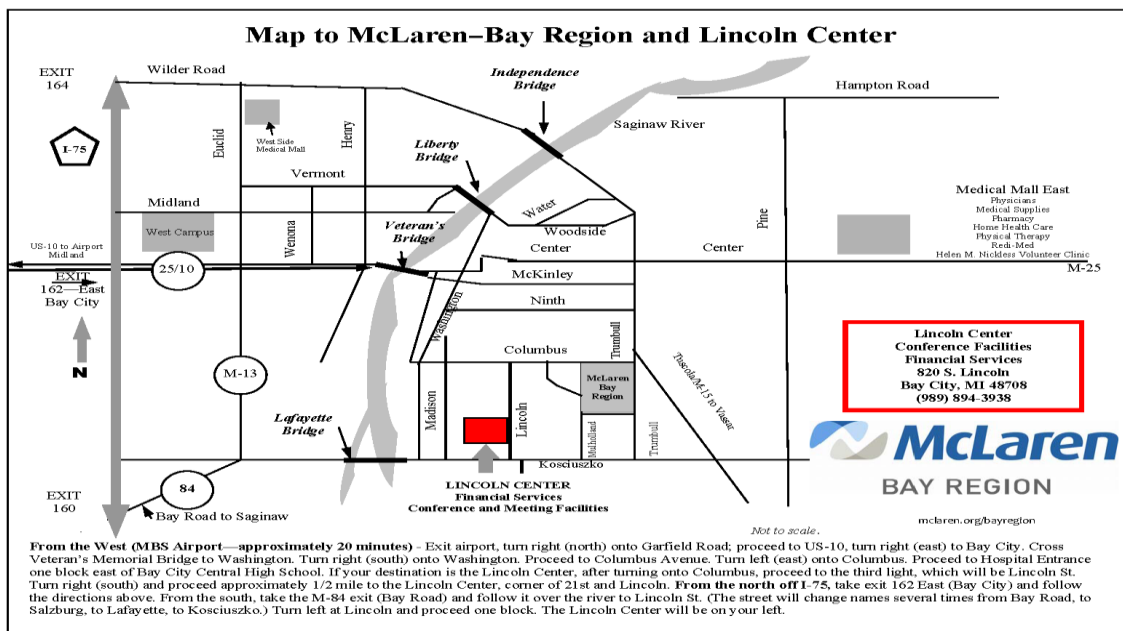 Map to McLaren–Bay Region and Lincoln Center
EXIT
164
Wilder Road
Independence
Bridge
Hampton Road
I-75
Euclid
West Side
Medical Mall
Henry
Liberty
Bridge
Saginaw River
Vermont
Midland
West Campus
Wenona
Veteran's
Bridge
Water
Woodside
Center
Pine
Center
Medical Mall East
Physicians
Medical Supplies
Pharmacy
Home Health Care
Physical Therapy
Redi-Med
Helen M. Nickless Volunteer Clinic
M-25
US-10 to Airport
Midland
25/10
EXIT
162—East
Bay City
McKinley
Ninth
Washington
Columbus
Trumbull
N
M-13
Lafayette
Bridge
Madison
Lincoln
McLaren
Bay
Region
Mulholland
Trumbull
Tuscola/M-15 to Vassar
Kosciuszko
Lincoln Center
Conference Facilities
Financial Services
820 S. Lincoln
Bay City, MI 48708
(989) 894-3938
McLaren
BAY REGION
mclaren.org/bayregion
84
EXIT
160
Bay Road to Saginaw
LINCOLN CENTER
Financial Services
Conference and Meeting Facilities
Not to scale.
From the West (MBS Airport—approximately 20 minutes) - Exit airport, turn right (north) onto Garfield Road; proceed to US-10, turn right (east) to Bay City. Cross
Veteran's Memorial Bridge to Washington. Turn right (south) onto Washington. Proceed to Columbus Avenue. Turn left (east) onto Columbus. Proceed to Hospital Entrance
one block east of Bay City Central High School. If your destination is the Lincoln Center, after turning onto Columbus, proceed to the third light, which will be Lincoln St.
Turn right (south) and proceed approximately 1/2 mile to the Lincoln Center, corner of 21st and Lincoln. From the north off I-75, take exit 162 East (Bay City) and follow
the directions above. From the south, take the M-84 exit (Bay Road) and follow it over the river to Lincoln St. (The street will change names several times from Bay Road, to
Salzburg, to Lafayette, to Kosciuszko.) Turn left at Lincoln and proceed one block. The Lincoln Center will be on your left.